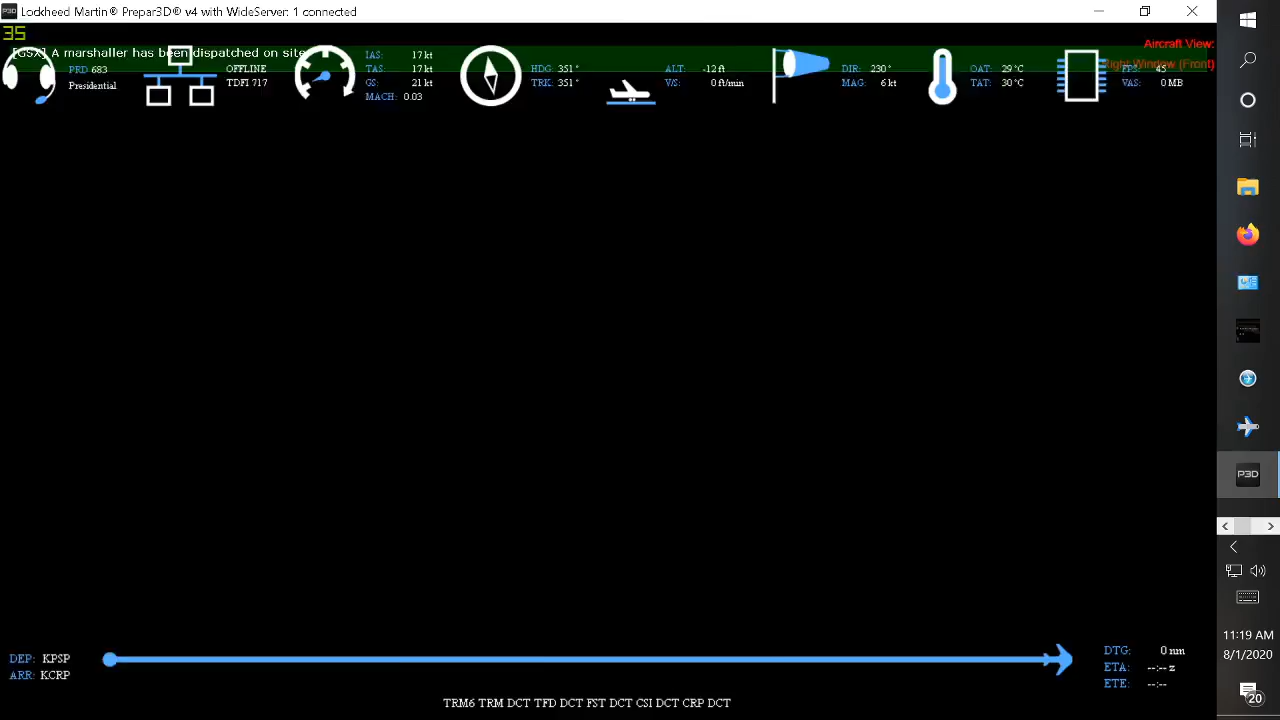 Lockheed Martin® Prepar3D® v4 with WideServer: 1 connected
35
[GSX] A marshaller has been dispatched on site
Aircraft View:
Right Window (Front)
PRD 683
Presidential
OFFLINE
TDFI 717
IAS: 17 kt
TAS: 17 kt
GS: 21 kt
MACH: 0.03
HDG: 351°
TRK: 351°
ALT: -12 ft
V/S: 0 ft/min
DIR: 230°
MAG: 6 kt
OAT: 29°C
TAT: 30°C
FPS: 45
VAS: 0 MB
P3D
DEP: KPSP
ARR: KCRP
DTG: 0 nm
ETA: --:-- z
ETE: --:--
TRM6 TRM DCT TFD DCT FST DCT CSI DCT CRP DCT
11:19 AM
8/1/2020
20